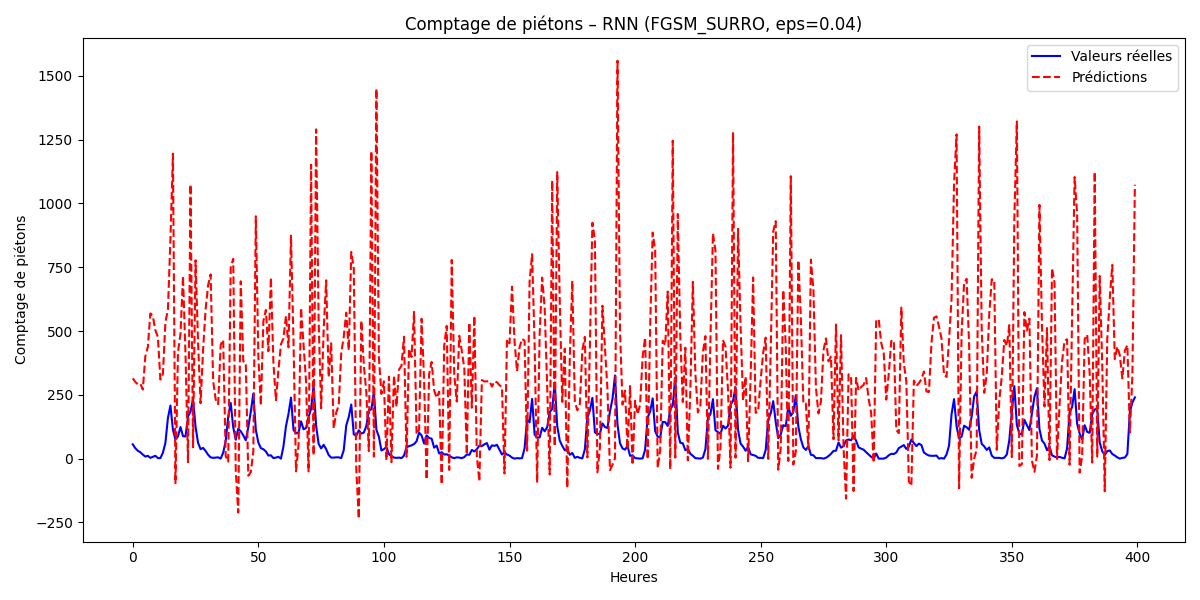 Comptage de piétons – RNN (FGSM_SURRO, eps=0.04)
Valeurs réelles
Prédictions
Comptage de piétons
1500
1250
1000
750
500
250
0
−250
0 50 100 150 200 250 300 350 400
Heures